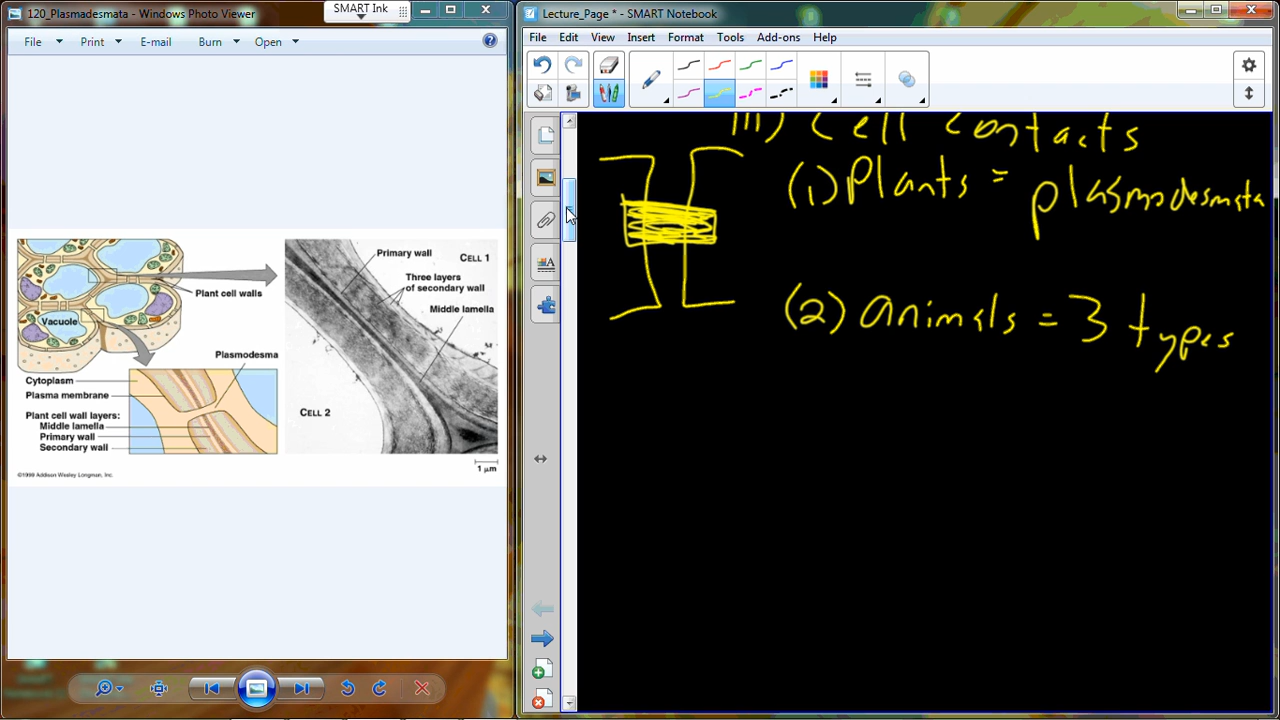 120_Plasmadesmata - Windows Photo Viewer
SMART Ink
File Print E-mail Burn Open
Primary wall
CELL 1
Three layers
of secondary wall
Middle lamella
Plant cell walls
Vacuole
Plasmodesma
Cytoplasm
Plasma membrane
Plant cell wall layers:
Middle lamella
Primary wall
Secondary wall
CELL 2
1 μm
©1999 Addison Wesley Longman, Inc.
Lecture_Page * - SMART Notebook
File Edit View Insert Format Tools Add-ons Help
III) Cell Contacts
(1) Plants = plasmodesmata
(2) animals = 3 types